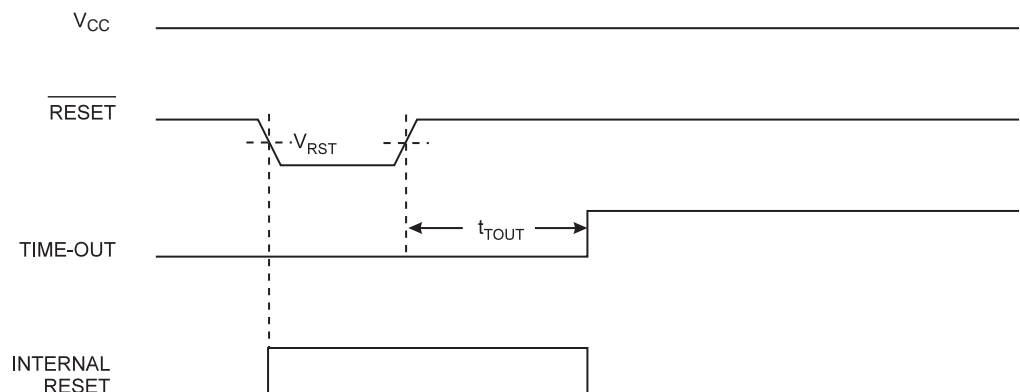 VCC
RESET
VRST
tTOUT
TIME-OUT
INTERNAL
RESET